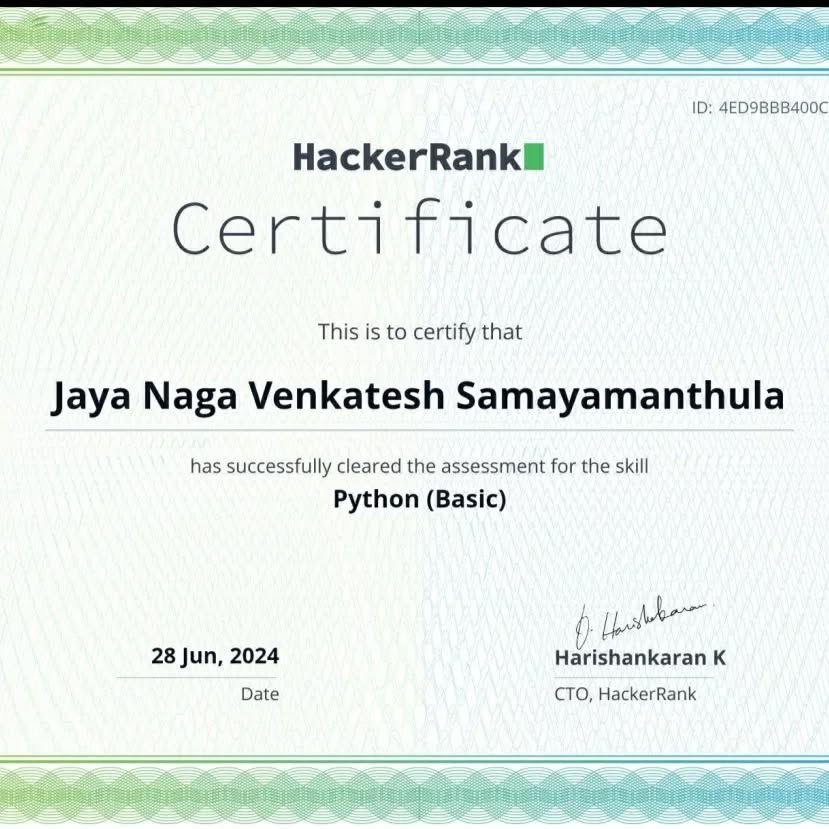 ID: 4ED9BBB400C
HackerRank
Certificate
This is to certify that
Jaya Naga Venkatesh Samayamanthula
has successfully cleared the assessment for the skill
Python (Basic)
28 Jun, 2024
Date
D. Harishankaran
Harishankaran K
CTO, HackerRank